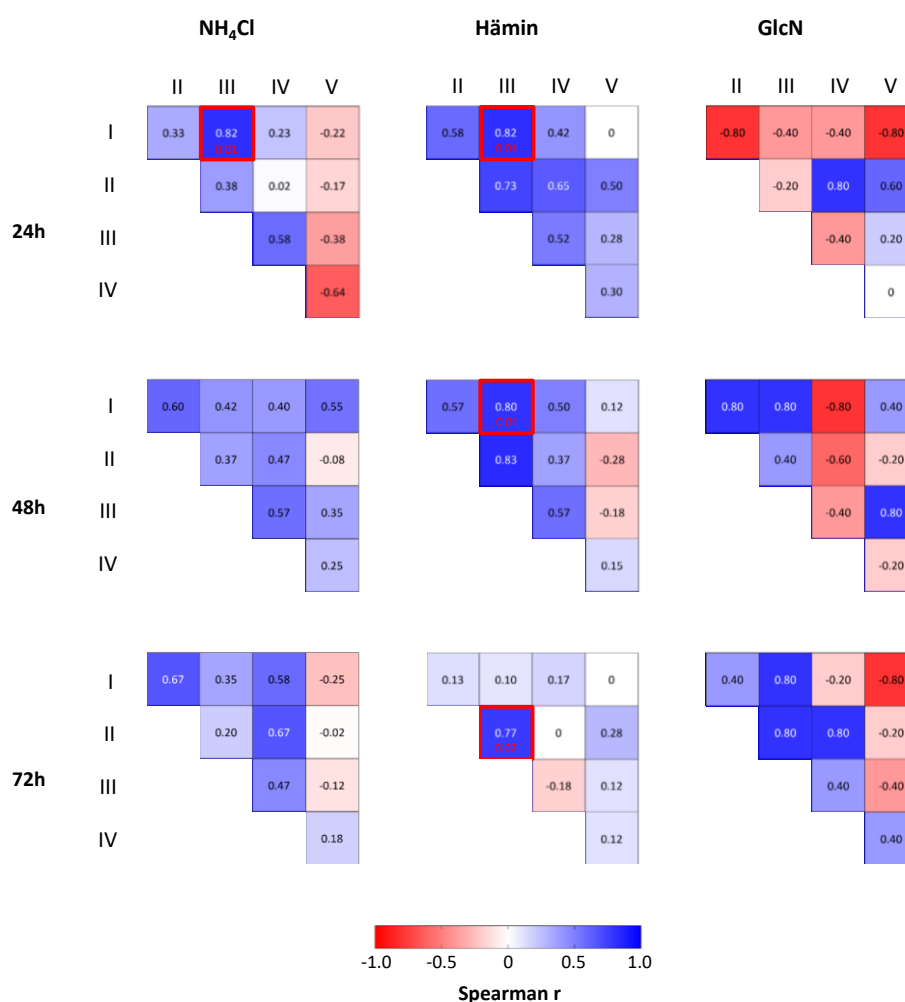 NH₄Cl Hämin GlcN
II III IV V II III IV V II III IV V
24h
I 0.33 0.82 0.23 -0.22 0.58 0.82 0.42 0 -0.80 -0.40 -0.40 -0.80
0.01 0.01
II 0.38 0.02 -0.17 0.73 0.65 0.50 -0.20 0.80 0.60
III 0.58 -0.38 0.52 0.28 -0.40 0.20
IV -0.64 0.30 0
48h
I 0.60 0.42 0.40 0.55 0.57 0.80 0.50 0.12 0.80 0.80 -0.80 0.40
0.01
II 0.37 0.47 -0.08 0.83 0.37 -0.28 0.40 -0.60 -0.20
III 0.57 0.35 0.57 -0.18 -0.40 0.80
IV 0.25 0.15 -0.20
72h
I 0.67 0.35 0.58 -0.25 0.13 0.10 0.17 0 0.40 0.80 -0.20 -0.80
II 0.20 0.67 -0.02 0.77 0 0.28 0.80 0.80 -0.20
0.02
III 0.47 -0.12 -0.18 0.12 0.40 -0.40
IV 0.18 0.12 0.40
-1.0 -0.5 0 0.5 1.0
Spearman r